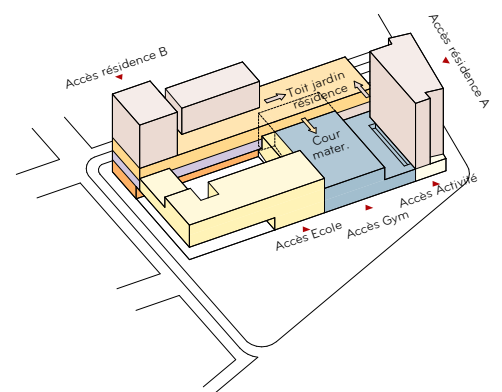 Accès résidence B
Accès résidence A
Toit jardin
résidence
Cour
mater.
Accès Ecole
Accès Gym
Accès Activité